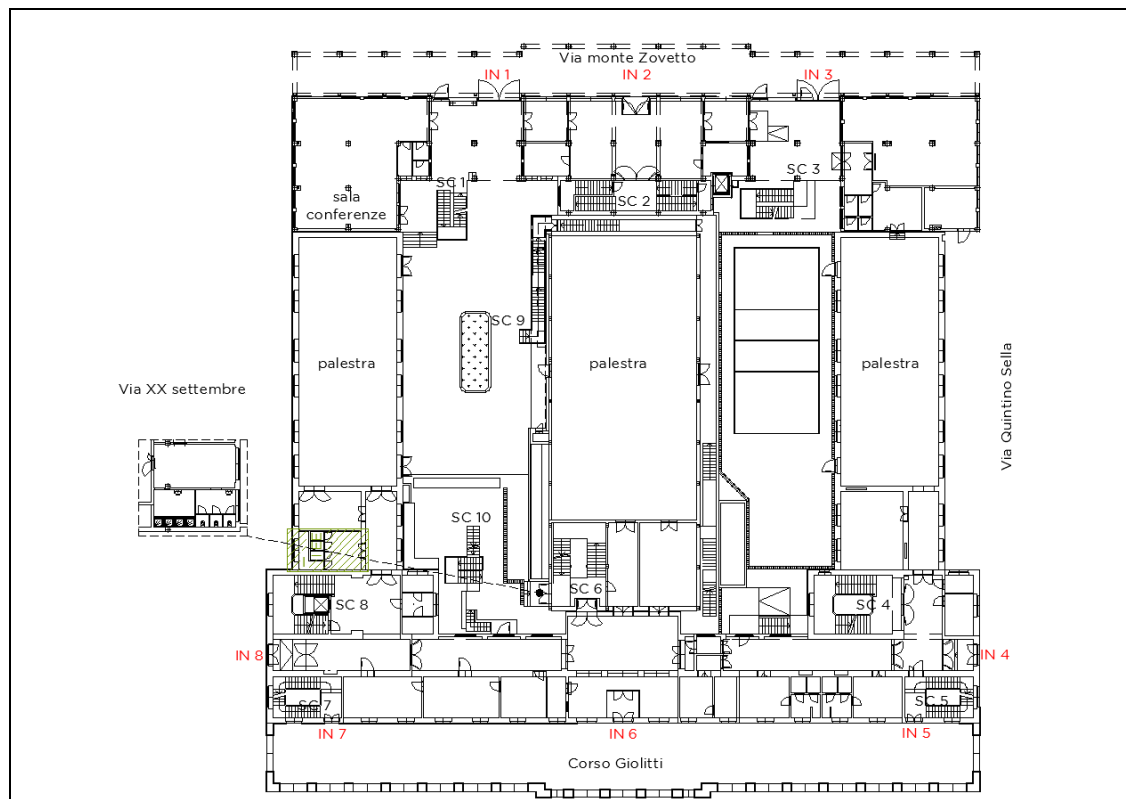 Via monte Zovetto
IN 1
IN 2
IN 3
SC 1
SC 2
SC 3
sala
conferenze
SC 9
palestra
palestra
palestra
Via XX settembre
Via Quintino Sella
SC 10
SC 8
SC 6
SC 4
IN 8
IN 4
SC 7
SC 5
IN 7
IN 6
IN 5
Corso Giolitti